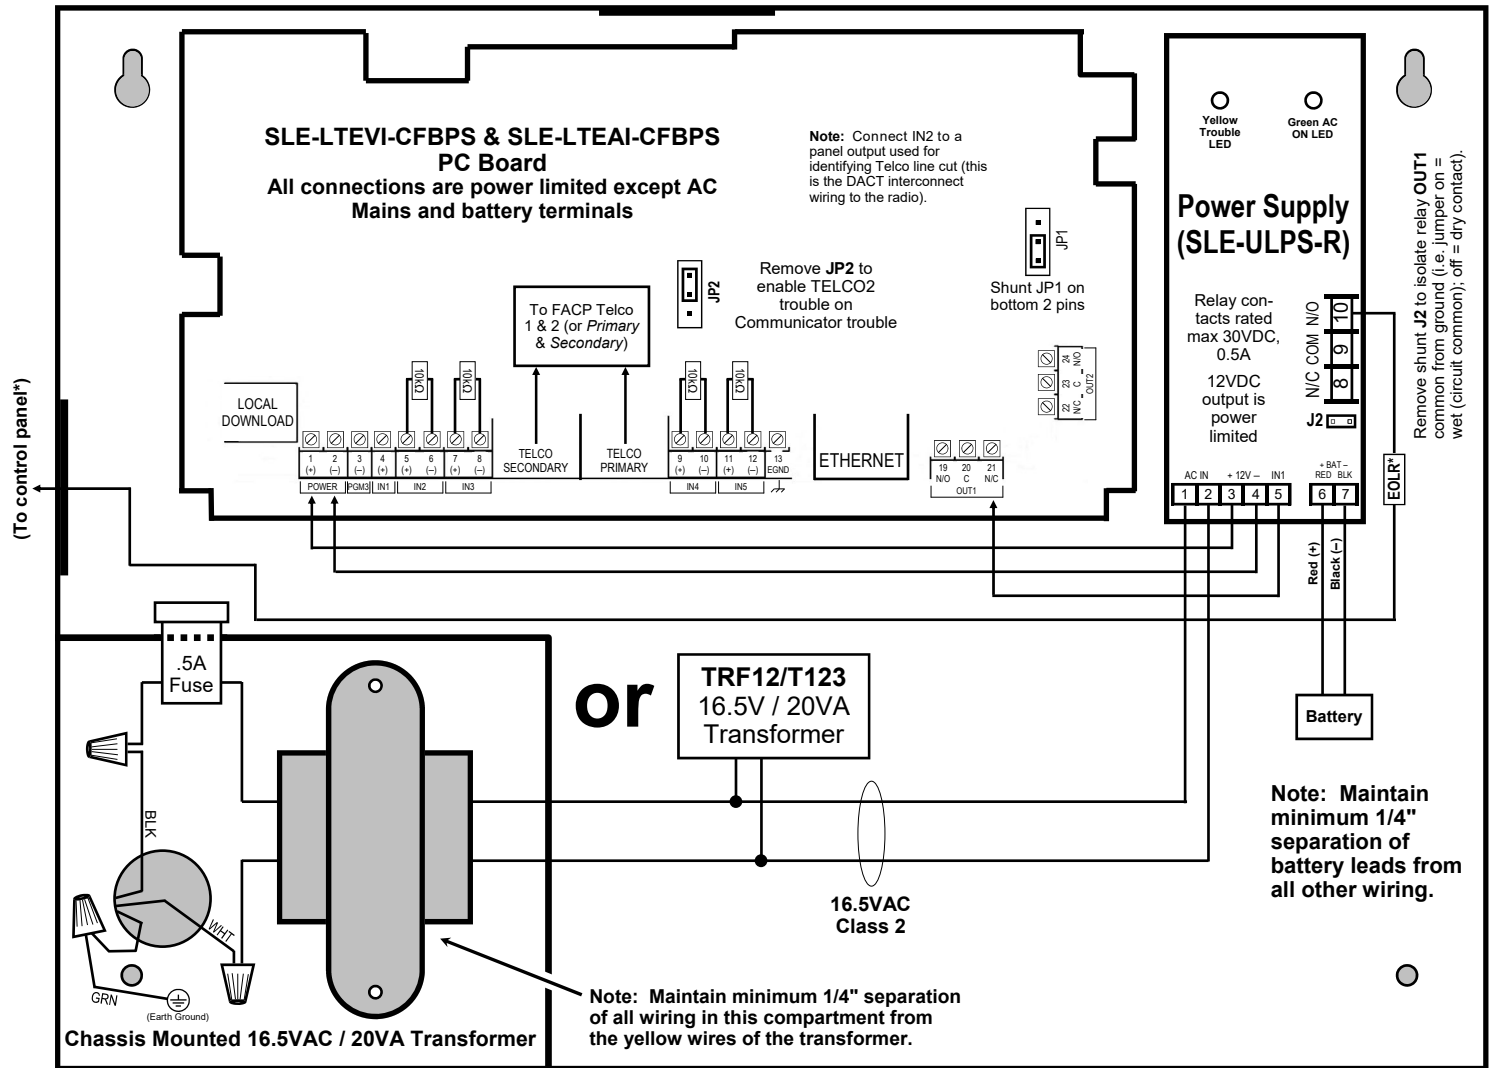 SLE-LTEVI-CFBPS & SLE-LTEAI-CFBPS
PC Board
All connections are power limited except AC
Mains and battery terminals
Note: Connect IN2 to a
panel output used for
identifying Telco line cut (this
is the DACT interconnect
wiring to the radio).
JP1
Shunt JP1 on
bottom 2 pins
JP2
Remove JP2 to
enable TELCO2
trouble on
Communicator trouble
To FACP Telco
1 & 2 (or Primary
& Secondary)
10kΩ
10kΩ
10kΩ
10kΩ
LOCAL
DOWNLOAD
1 2 3 4 5 6 7 8
(+) (–) (–) (+) (+) (–) (+) (–)
POWER PGM3 IN1 IN2 IN3
TELCO
SECONDARY
TELCO
PRIMARY
9 10 11 12 13
(+) (–) (+) (–) EGND
IN4 IN5
ETHERNET
24 N/O
23 C
22 N/C
OUT2
19 20 21
N/O C N/C
OUT1
Yellow
Trouble
LED
Green AC
ON LED
Power Supply
(SLE-ULPS-R)
Relay con-
tacts rated
max 30VDC,
0.5A
12VDC
output is
power
limited
N/C COM N/O
8 9 10
J2
AC IN + 12V – IN1
1 2 3 4 5
+ BAT –
RED BLK
6 7
Remove shunt J2 to isolate relay OUT1
common from ground (i.e. jumper on =
wet (circuit common); off = dry contact).
EOLR*
(To control panel*)
Red (+)
Black (–)
Battery
.5A
Fuse
or
TRF12/T123
16.5V / 20VA
Transformer
BLK
WHT
GRN
(Earth Ground)
16.5VAC
Class 2
Note: Maintain
minimum 1/4" 
separation of
battery leads from
all other wiring.
Note: Maintain minimum 1/4" separation
of all wiring in this compartment from
the yellow wires of the transformer.
Chassis Mounted 16.5VAC / 20VA Transformer